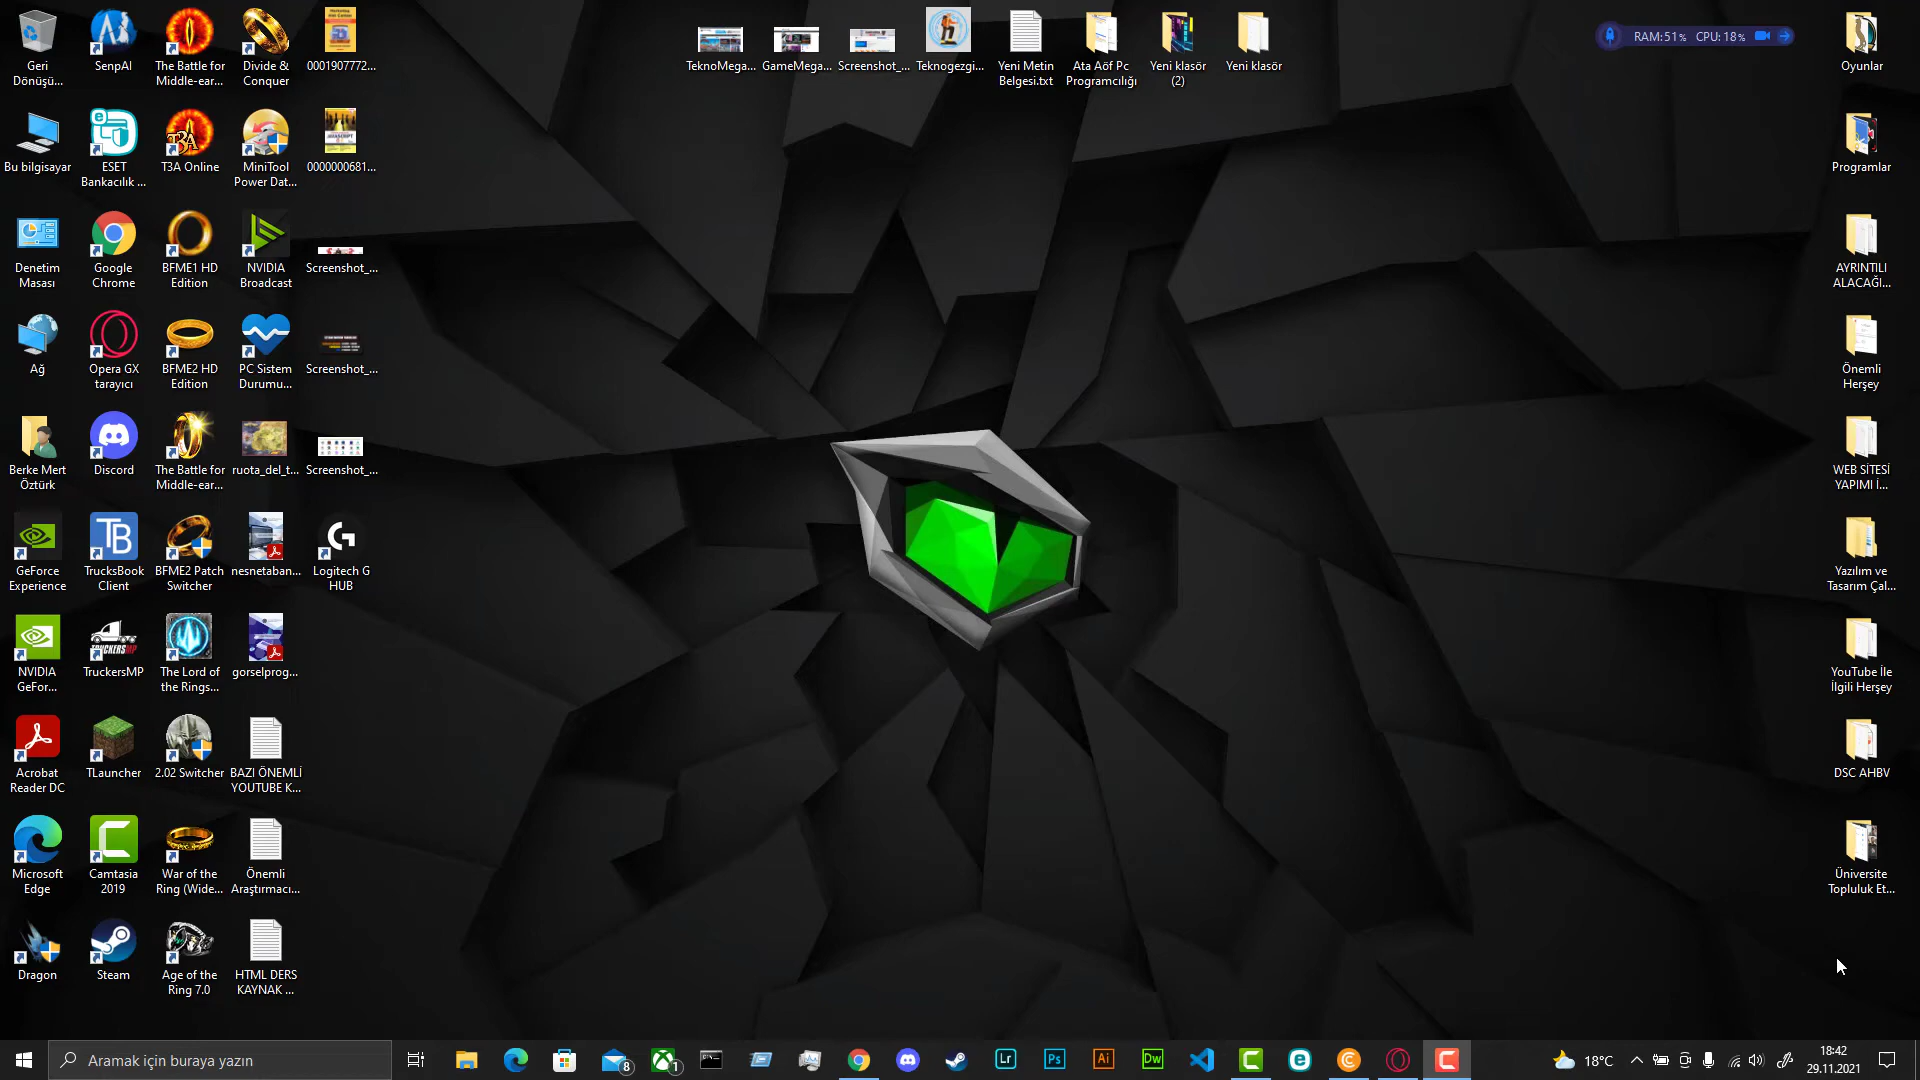 Geri
Dönüşü...
SenpAI
The Battle for
Middle-ear...
Divide &
Conquer
0001907772...
TeknoMega...
GameMega...
Screenshot_...
Teknogezgi...
Yeni Metin
Belgesi.txt
Ata Aöf Pc
Programcılığı
Yeni klasör
(2)
Yeni klasör
RAM:51% CPU: 18%
Oyunlar
Bu bilgisayar
ESET
Bankacılık ...
T3A
T3A Online
MiniTool
Power Dat...
0000000681...
Programlar
Denetim
Masası
Google
Chrome
BFME1 HD
Edition
NVIDIA
Broadcast
Screenshot_...
AYRINTILI
ALACAĞI...
Ağ
Opera GX
tarayıcı
BFME2 HD
Edition
PC Sistem
Durumu...
Screenshot_...
Önemli
Herşey
Berke Mert
Öztürk
Discord
The Battle for
Middle-ear...
ruota_del_t...
Screenshot_...
WEB SİTESİ
YAPIMI İ...
GeForce
Experience
TB
TrucksBook
Client
BFME2 Patch
Switcher
nesnetaban...
Logitech G
HUB
Yazılım ve
Tasarım Çal...
NVIDIA
GeFor...
TruckersMP
The Lord of
the Rings...
gorselprog...
YouTube İle
İlgili Herşey
Acrobat
Reader DC
TLauncher
2.02 Switcher
BAZI ÖNEMLİ
YOUTUBE K...
DSC AHBV
Microsoft
Edge
Camtasia
2019
War of the
Ring (Wide...
Önemli
Araştırmacı...
Üniversite
Topluluk Et...
Dragon
Steam
Age of the
Ring 7.0
HTML DERS
KAYNAK ...
Aramak için buraya yazın
8
1
Lr
Ps
Ai
Dw
18°C
18:42
29.11.2021